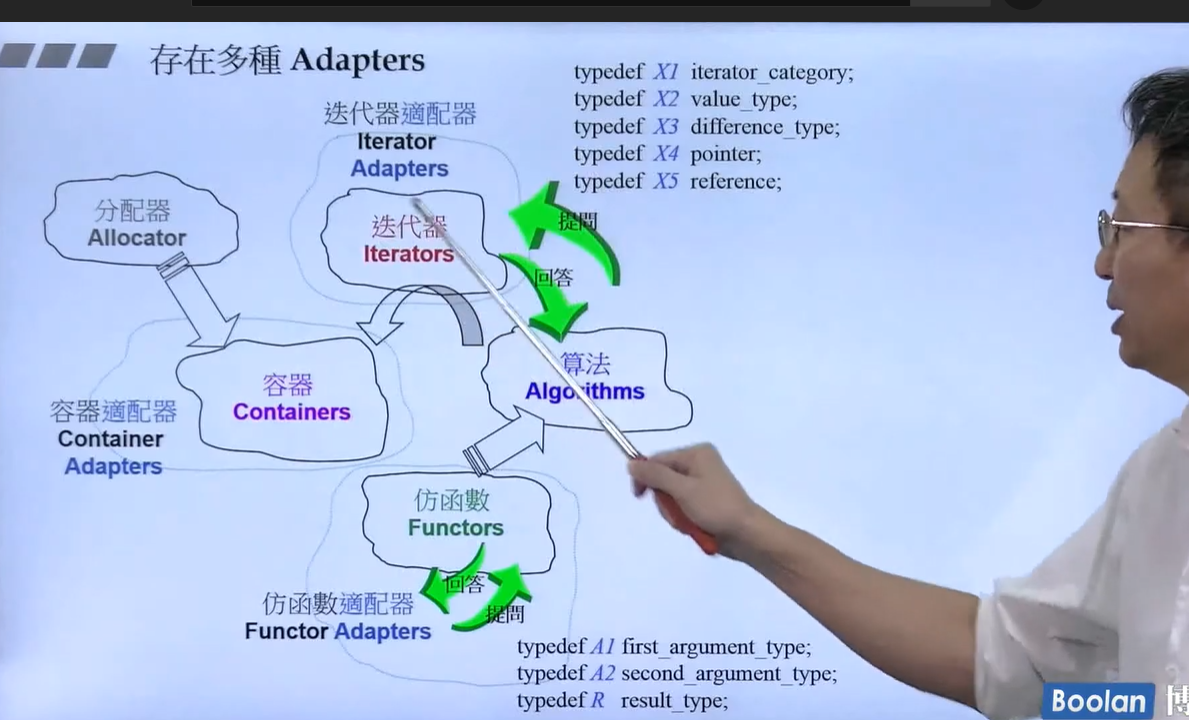 存在多種 Adapters
typedef X1 iterator_category;
typedef X2 value_type;
typedef X3 difference_type;
typedef X4 pointer;
typedef X5 reference;
迭代器適配器
Iterator
Adapters
分配器
Allocator
迭代器
Iterators
提問
回答
算法
Algorithms
容器
Containers
容器適配器
Container
Adapters
仿函數
Functors
回答
提問
仿函數適配器
Functor Adapters
typedef A1 first_argument_type;
typedef A2 second_argument_type;
typedef R result_type;
Boolan 博